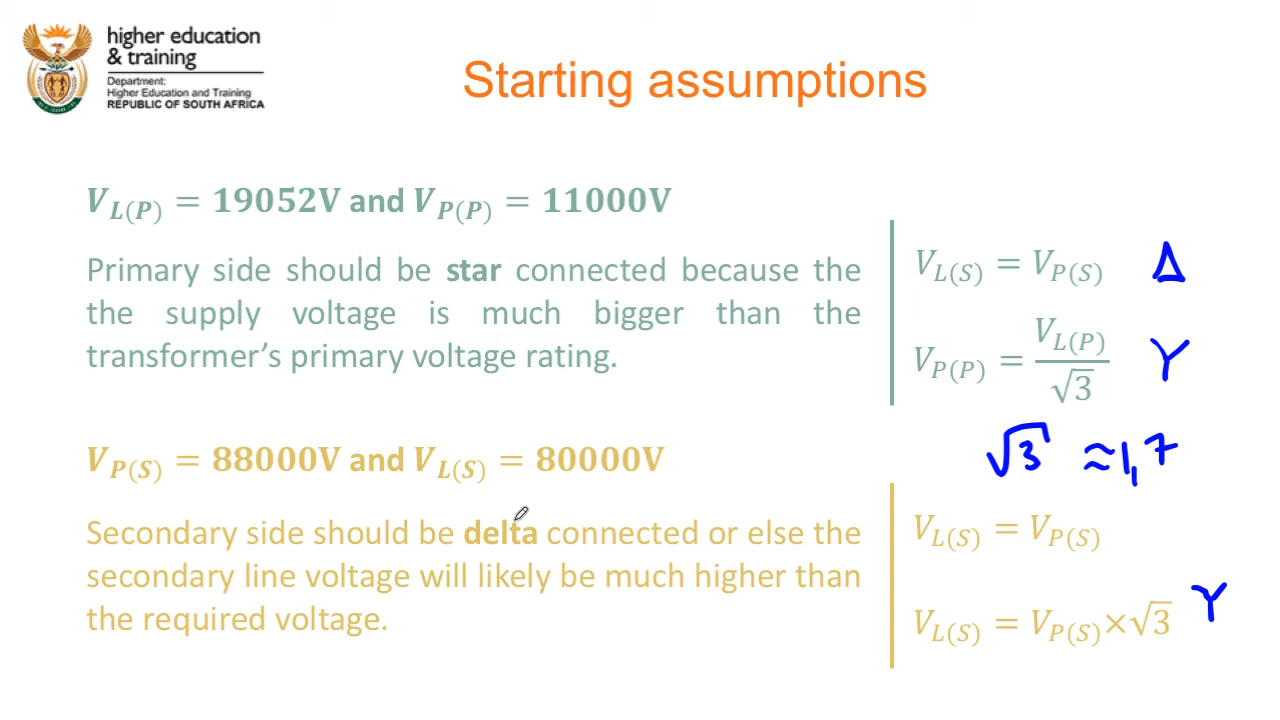 higher education
& training
Department:
Higher Education and Training
REPUBLIC OF SOUTH AFRICA
Starting assumptions
V_L(P) = 19052V and V_P(P) = 11000V
Primary side should be star connected because the
the supply voltage is much bigger than the
transformer's primary voltage rating.
V_L(S) = V_P(S) Δ
V_P(P) = V_L(P) / √3 Y
√3 ≈ 1,7
V_P(S) = 88000V and V_L(S) = 80000V
Secondary side should be delta connected or else the
secondary line voltage will likely be much higher than
the required voltage.
V_L(S) = V_P(S)
V_L(S) = V_P(S) × √3 Y